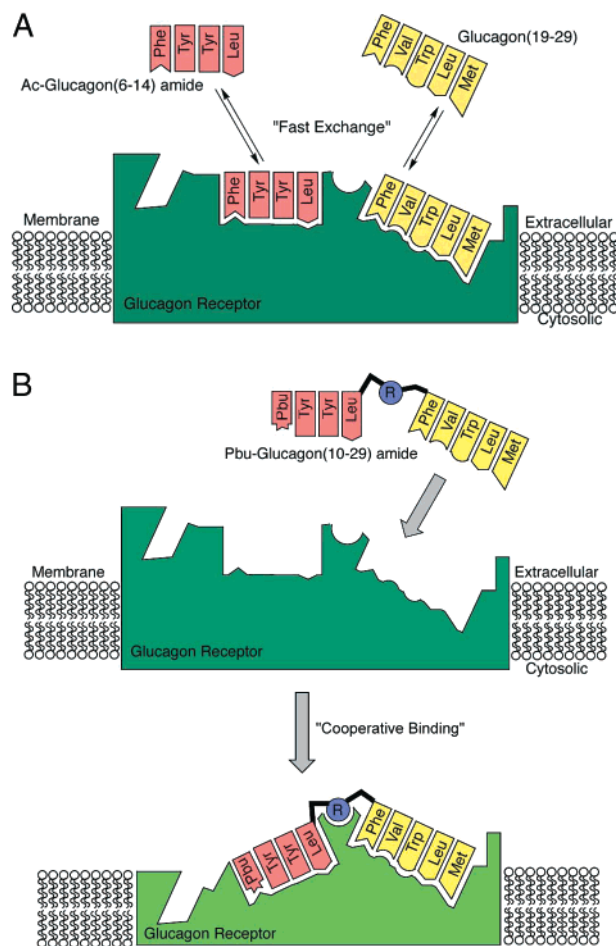 A
Phe
Tyr
Tyr
Leu
Phe
Val
Trp
Leu
Met
Glucagon(19-29)
Ac-Glucagon(6-14) amide
"Fast Exchange"
Phe
Tyr
Tyr
Leu
Phe
Val
Trp
Leu
Met
Membrane
Extracellular
Glucagon Receptor
Cytosolic
B
Pbu
Tyr
Tyr
Leu
R
Phe
Val
Trp
Leu
Met
Pbu-Glucagon(10-29) amide
Membrane
Extracellular
Glucagon Receptor
Cytosolic
"Cooperative Binding"
Pbu
Tyr
Tyr
Leu
R
Phe
Val
Trp
Leu
Met
Glucagon Receptor